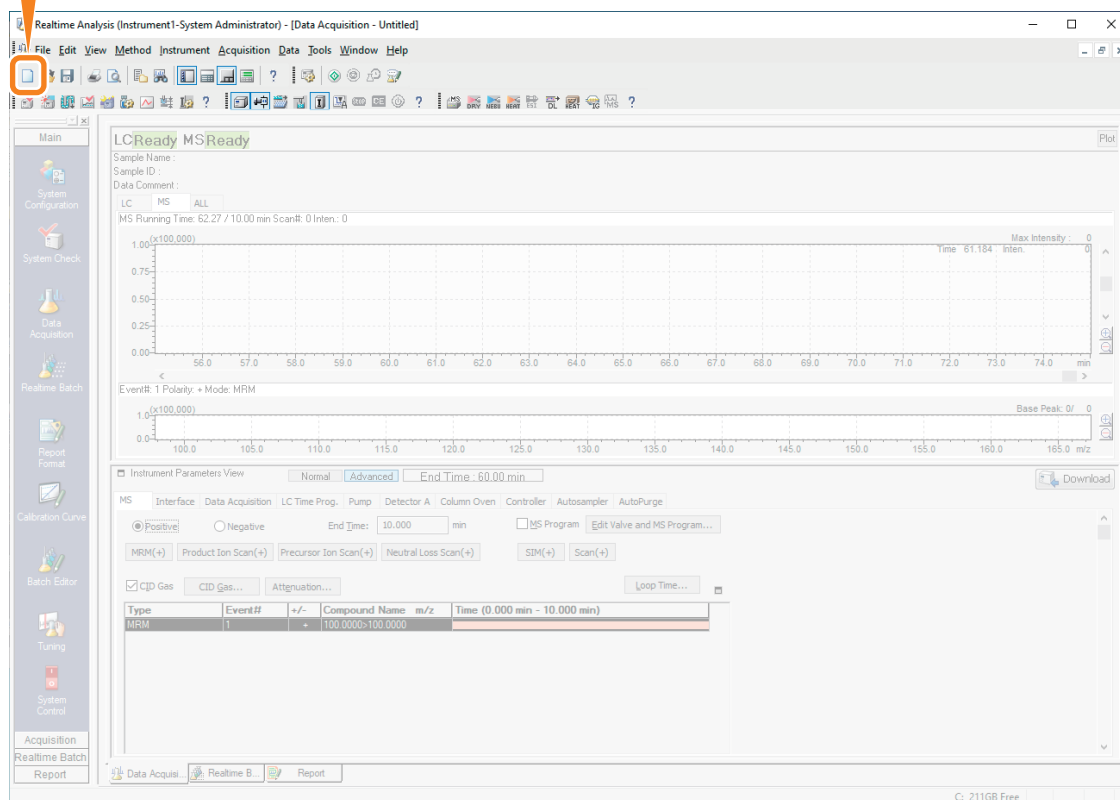 Realtime Analysis (Instrument1-System Administrator) - [Data Acquisition - Untitled]
File Edit View Method Instrument Acquisition Data Tools Window Help
Main
System Configuration
System Check
Data Acquisition
Realtime Batch
Report Format
Calibration Curve
Batch Editor
Tuning
System Control
Acquisition
Realtime Batch
Report
LC Ready MS Ready
Plot
Sample Name :
Sample ID :
Data Comment :
LC MS ALL
MS Running Time: 62.27 / 10.00 min Scan#: 0 Inten.: 0
(x100,000)
Max Intensity : 0
Time 61.184 Inten. 0
1.00
0.75
0.50
0.25
0.00
56.0 57.0 58.0 59.0 60.0 61.0 62.0 63.0 64.0 65.0 66.0 67.0 68.0 69.0 70.0 71.0 72.0 73.0 74.0 min
Event#: 1 Polarity: + Mode: MRM
(x100,000)
Base Peak: 0/ 0
1.0
0.0
100.0 105.0 110.0 115.0 120.0 125.0 130.0 135.0 140.0 145.0 150.0 155.0 160.0 165.0 m/z
Instrument Parameters View Normal Advanced End Time : 60.00 min Download
MS Interface Data Acquisition LC Time Prog. Pump Detector A Column Oven Controller Autosampler AutoPurge
Positive Negative End Time: 10.000 min MS Program Edit Valve and MS Program...
MRM(+) Product Ion Scan(+) Precursor Ion Scan(+) Neutral Loss Scan(+) SIM(+) Scan(+)
CID Gas CID Gas... Attenuation... Loop Time...
Type Event# +/- Compound Name m/z Time (0.000 min - 10.000 min)
MRM 1 + 100.0000>100.0000
Data Acquisi... Realtime B... Report
C: 211GB Free